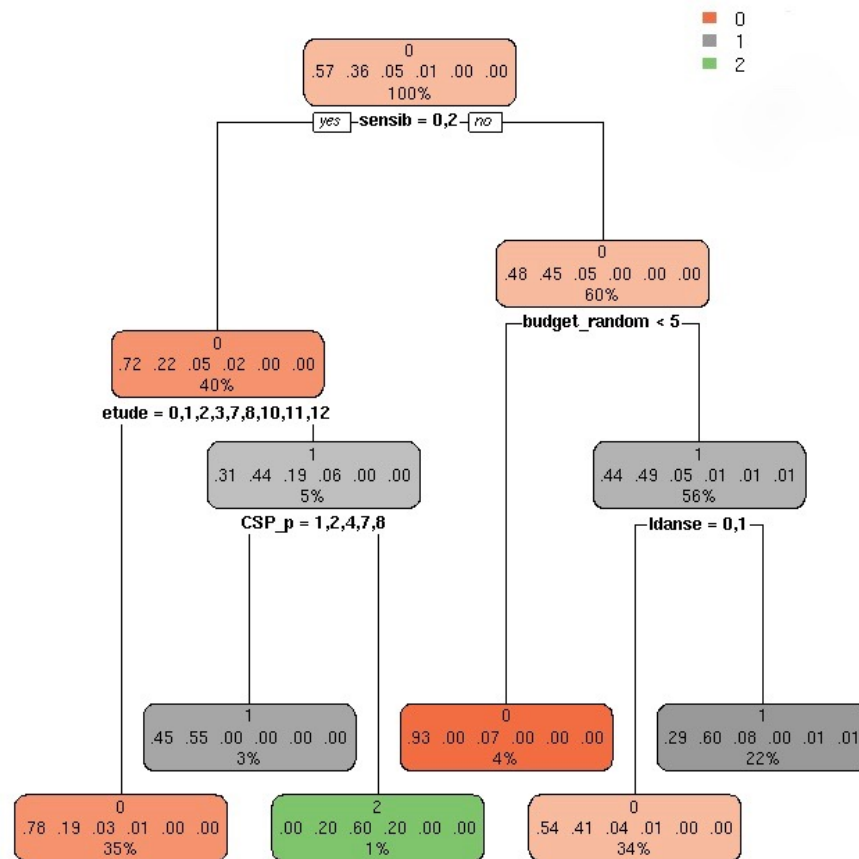 0
1
2
0
.57 .36 .05 .01 .00 .00
100%
yes sensib = 0,2 no
0
.48 .45 .05 .00 .00 .00
60%
budget_random < 5
0
.72 .22 .05 .02 .00 .00
40%
etude = 0,1,2,3,7,8,10,11,12
1
.31 .44 .19 .06 .00 .00
5%
CSP_p = 1,2,4,7,8
1
.44 .49 .05 .01 .01 .01
56%
ldanse = 0,1
1
.45 .55 .00 .00 .00 .00
3%
0
.93 .00 .07 .00 .00 .00
4%
1
.29 .60 .08 .00 .01 .01
22%
0
.78 .19 .03 .01 .00 .00
35%
2
.00 .20 .60 .20 .00 .00
1%
0
.54 .41 .04 .01 .00 .00
34%